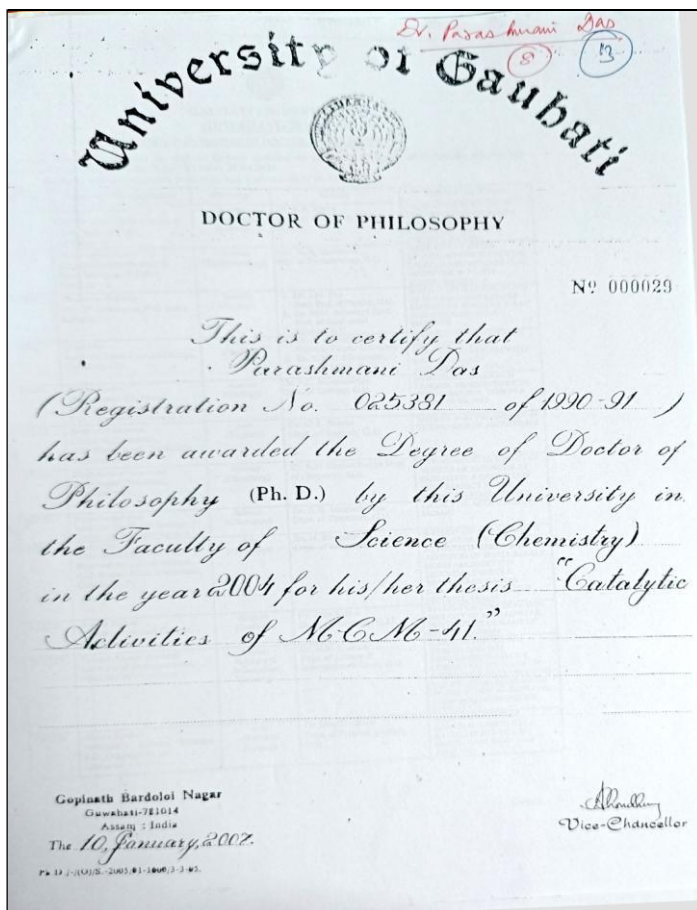 Dr. Parashmani Das
8 13
University of Gauhati
DOCTOR OF PHILOSOPHY
Nº 000029
This is to certify that
Parashmani Das
(Registration No. 025381 of 1990-91)
has been awarded the Degree of Doctor of
Philosophy (Ph. D.) by this University in
the Faculty of Science (Chemistry)
in the year 2004 for his/her thesis "Catalytic
Activities of M.C.M-41."
Gopinath Bardoloi Nagar
Guwahati-781014
Assam : India
The 10, January, 2007.
Vice-Chancellor